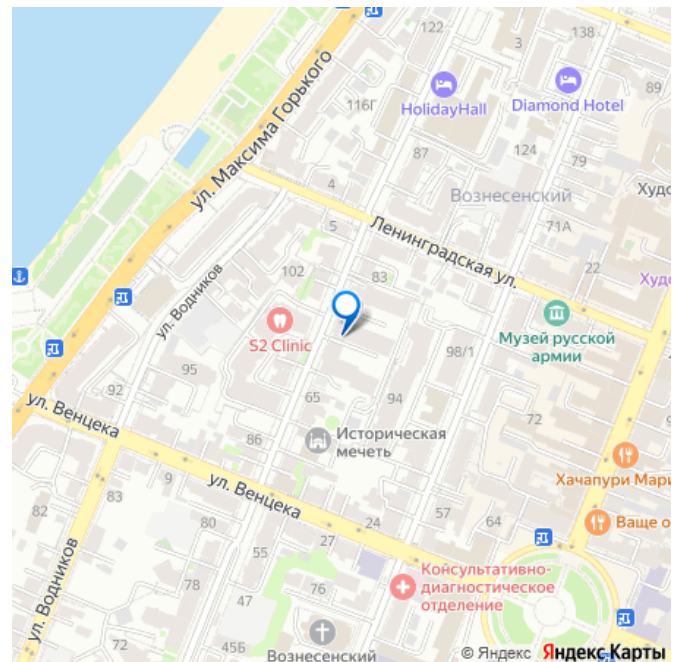 122
3
138
89
HolidayHall
Diamond Hotel
116Г
ул. Максима Горького
87
124
79
4
Вознесенский
Худо
5
Ленинградская ул.
71А
102
83
22
Худо
ул. Водников
S2 Clinic
Музей русской
армии
98/1
95
92
65
94
72
ул. Венцека
86
Историческая
мечеть
Хачапури Мари
83
ул. Венцека
82
9
24
57
64
Ваще о
80
27
ул. Водников
55
78
76
Консультативно-
диагностическое
отделение
47
72
45Б
Вознесенский
© Яндекс Яндекс Карты